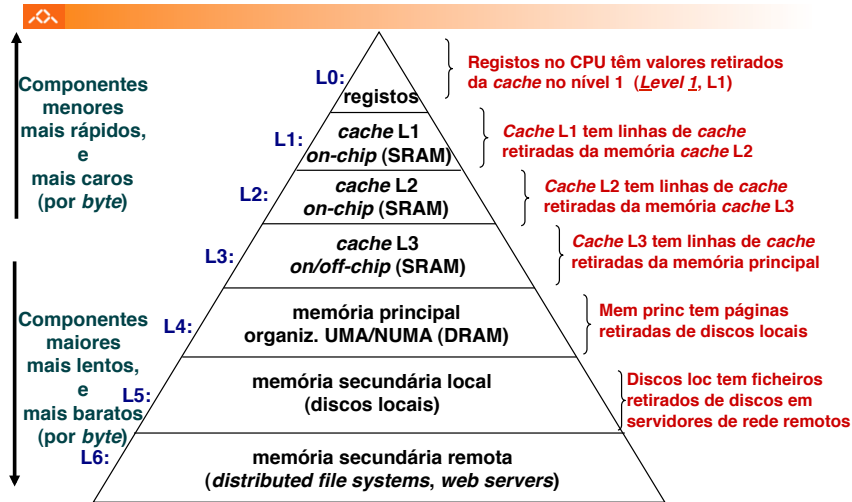 Componentes
menores
mais rápidos,
e
mais caros
(por byte)
Componentes
maiores
mais lentos,
e
mais baratos
(por byte)
L0:
registos
Registos no CPU têm valores retirados
da cache no nível 1 (Level 1, L1)
L1:
cache L1
on-chip (SRAM)
Cache L1 tem linhas de cache
retiradas da memória cache L2
L2:
cache L2
on-chip (SRAM)
Cache L2 tem linhas de cache
retiradas da memória cache L3
L3:
cache L3
on/off-chip (SRAM)
Cache L3 tem linhas de cache
retiradas da memória principal
L4:
memória principal
organiz. UMA/NUMA (DRAM)
Mem princ tem páginas
retiradas de discos locais
L5:
memória secundária local
(discos locais)
Discos loc tem ficheiros
retirados de discos em
servidores de rede remotos
L6:
memória secundária remota
(distributed file systems, web servers)